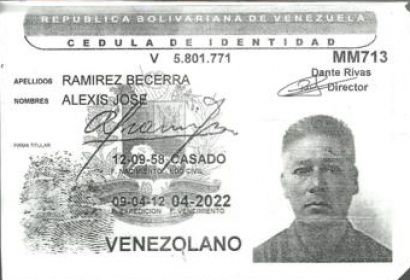 REPUBLICA BOLIVARIANA DE VENEZUELA
CEDULA DE IDENTIDAD
V 5.801.771 MM713
Dante Rivas
Director
APELLIDOS RAMIREZ BECERRA
NOMBRES ALEXIS JOSE
FIRMA TITULAR
12-09-58 CASADO
F. NACIMIENTO EDO CIVIL
09-04-12 04-2022
F. EXPEDICION F. VENCIMIENTO
VENEZOLANO